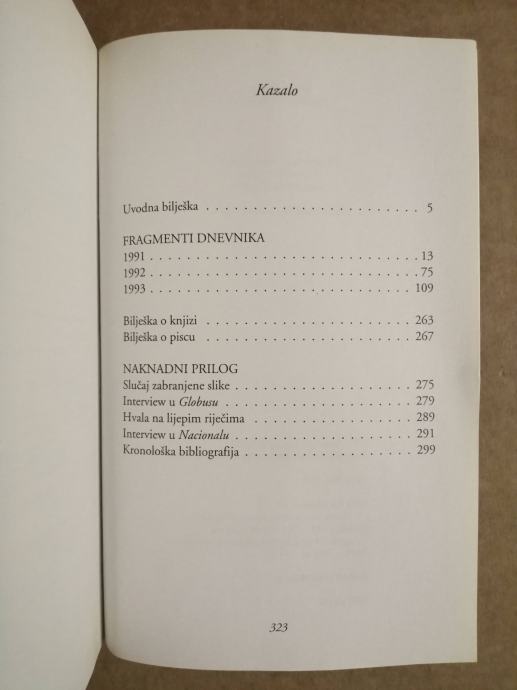 Kazalo
Uvodna bilješka . . . . . . . . . . . . . . . . . . . . . . . 5
FRAGMENTI DNEVNIKA
1991 . . . . . . . . . . . . . . . . . . . . . . . . . . . . . 13
1992 . . . . . . . . . . . . . . . . . . . . . . . . . . . . . 75
1993 . . . . . . . . . . . . . . . . . . . . . . . . . . . . 109
Bilješka o knjizi . . . . . . . . . . . . . . . . . . . . . . 263
Bilješka o piscu . . . . . . . . . . . . . . . . . . . . . . 267
NAKNADNI PRILOG
Slučaj zabranjene slike . . . . . . . . . . . . . . . . . . . 275
Interview u Globusu . . . . . . . . . . . . . . . . . . . . 279
Hvala na lijepim riječima . . . . . . . . . . . . . . . . . . 289
Interview u Nacionalu . . . . . . . . . . . . . . . . . . . 291
Kronološka bibliografija . . . . . . . . . . . . . . . . . . 299
323